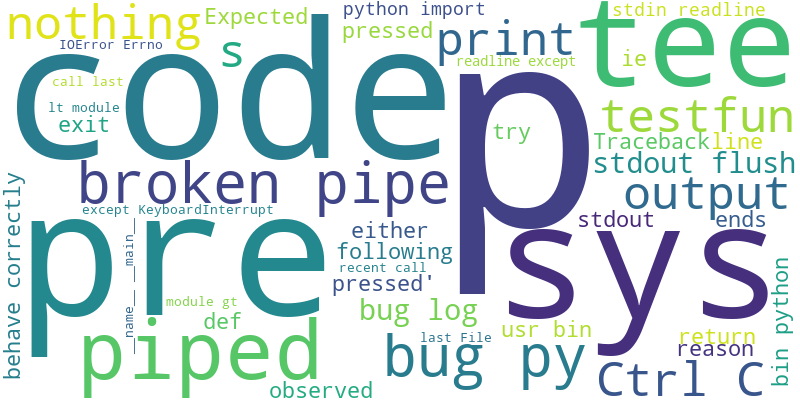 nothing
Expected
python import
stdin readline
IOError Errno
s
pressed
print
tee
code
call last
readline except
ie
p
lt module
exit
try
testfun
Traceback
line
broken pipe
stdout flush
output
behave correctly
except KeyboardInterrupt
pre
__name__ __main__
either
stdout
ends
following
sys
recent call
pressed'
bin python
module gt
def
bug log
piped
last File
usr bin
return
bug py
reason
observed
Ctrl C